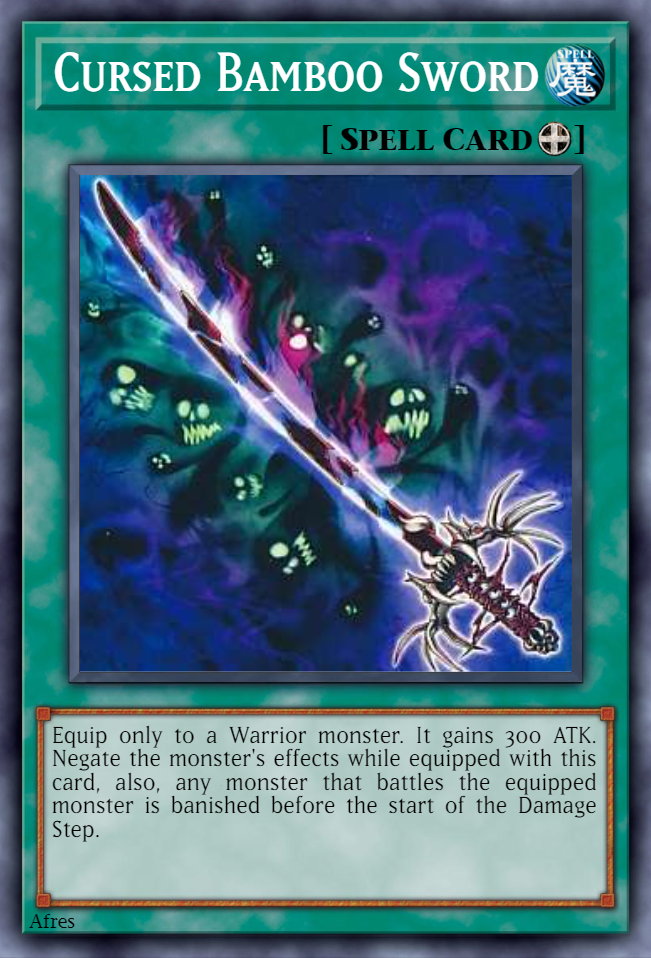 CURSED BAMBOO SWORD
SPELL
魔
[ SPELL CARD ]
Equip only to a Warrior monster. It gains 300 ATK.
Negate the monster's effects while equipped with this
card, also, any monster that battles the equipped
monster is banished before the start of the Damage
Step.
Afres